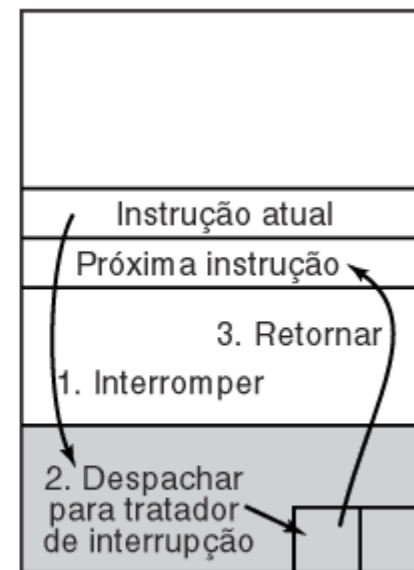 Instrução atual
Próxima instrução
3. Retornar
1. Interromper
2. Despachar
para tratador
de interrupção